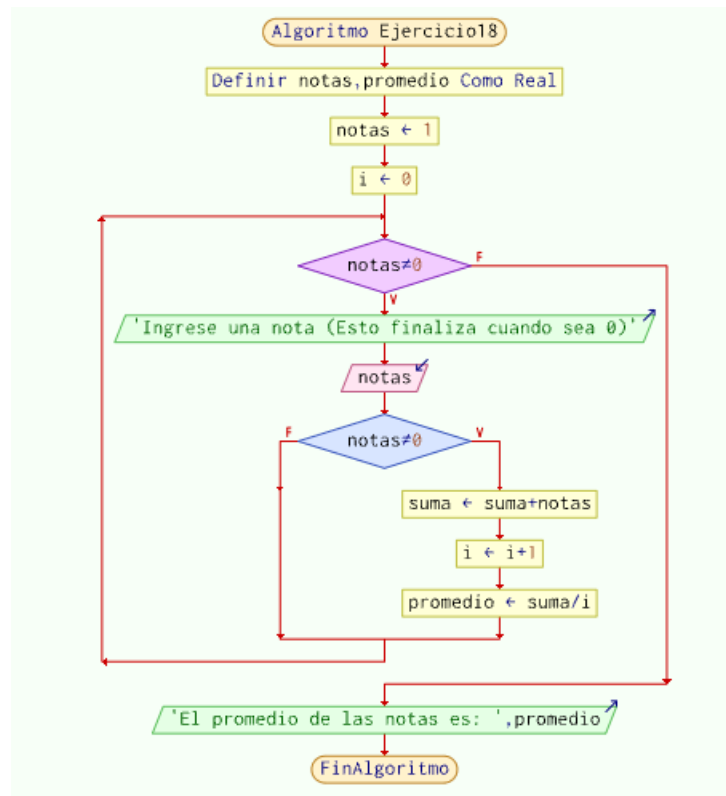 Algoritmo Ejercicio18
Definir notas,promedio Como Real
notas ← 1
i ← 0
notas≠0
F
V
'Ingrese una nota (Esto finaliza cuando sea 0)'
notas
F
notas≠0
V
suma ← suma+notas
i ← i+1
promedio ← suma/i
'El promedio de las notas es: ',promedio
FinAlgoritmo